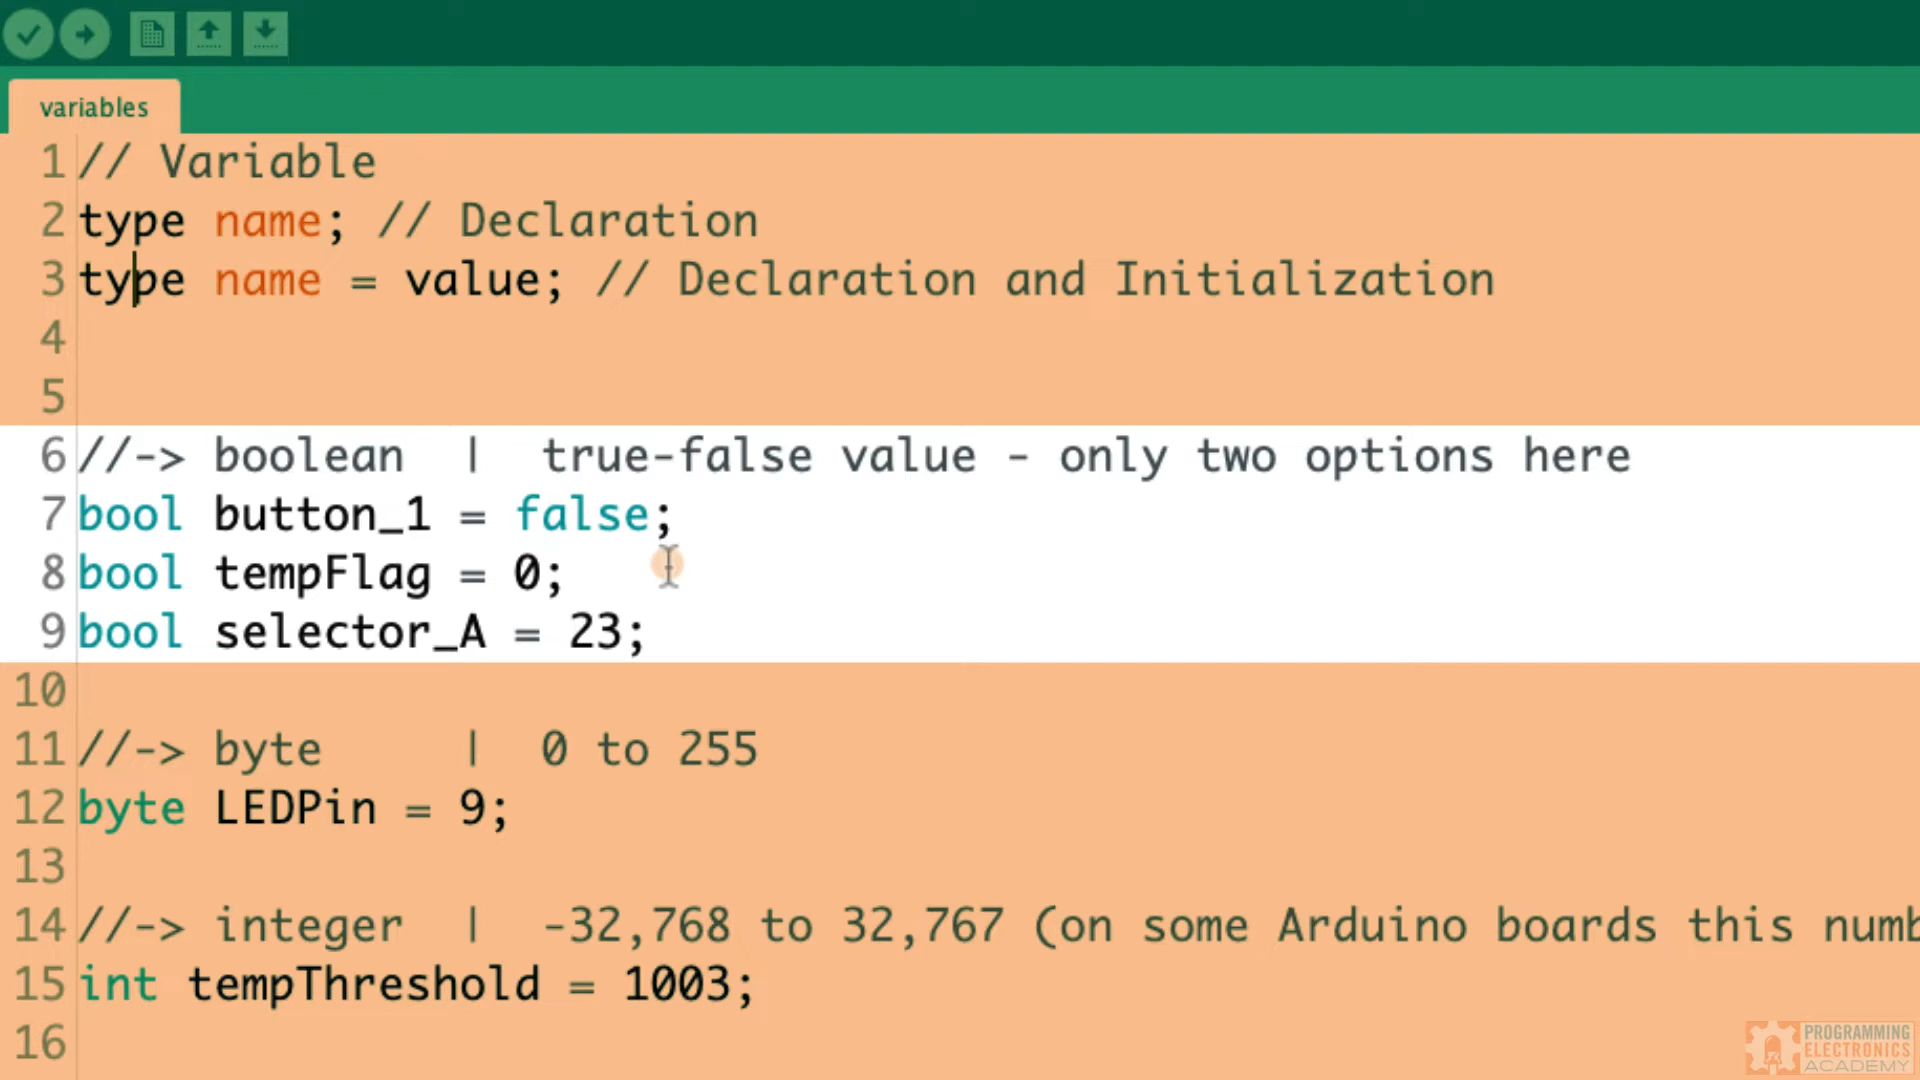 variables
1 // Variable
2 type name; // Declaration
3 type name = value; // Declaration and Initialization
4
5
6 //-> boolean | true-false value - only two options here
7 bool button_1 = false;
8 bool tempFlag = 0;
9 bool selector_A = 23;
10
11 //-> byte | 0 to 255
12 byte LEDPin = 9;
13
14 //-> integer | -32,768 to 32,767 (on some Arduino boards this numb
15 int tempThreshold = 1003;
16
PROGRAMMING
ELECTRONICS
ACADEMY